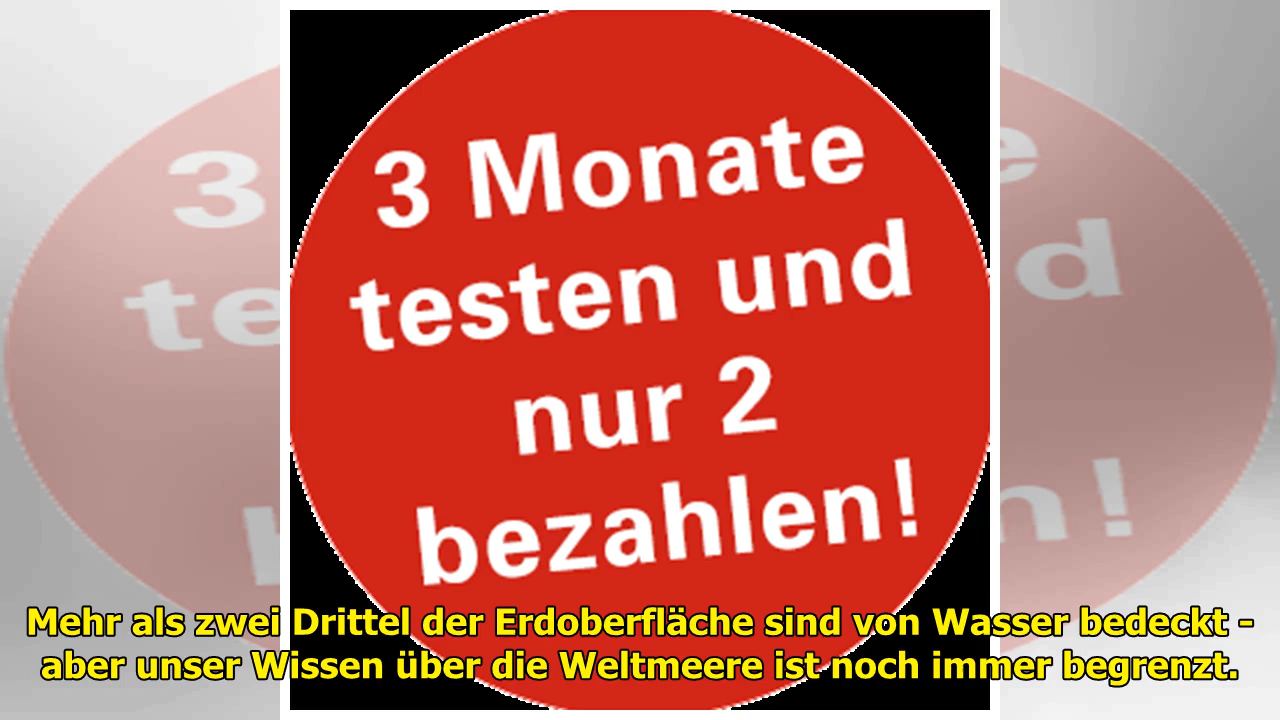 3 Monate
testen und
nur 2
bezahlen!
Mehr als zwei Drittel der Erdoberfläche sind von Wasser bedeckt -
aber unser Wissen über die Weltmeere ist noch immer begrenzt.